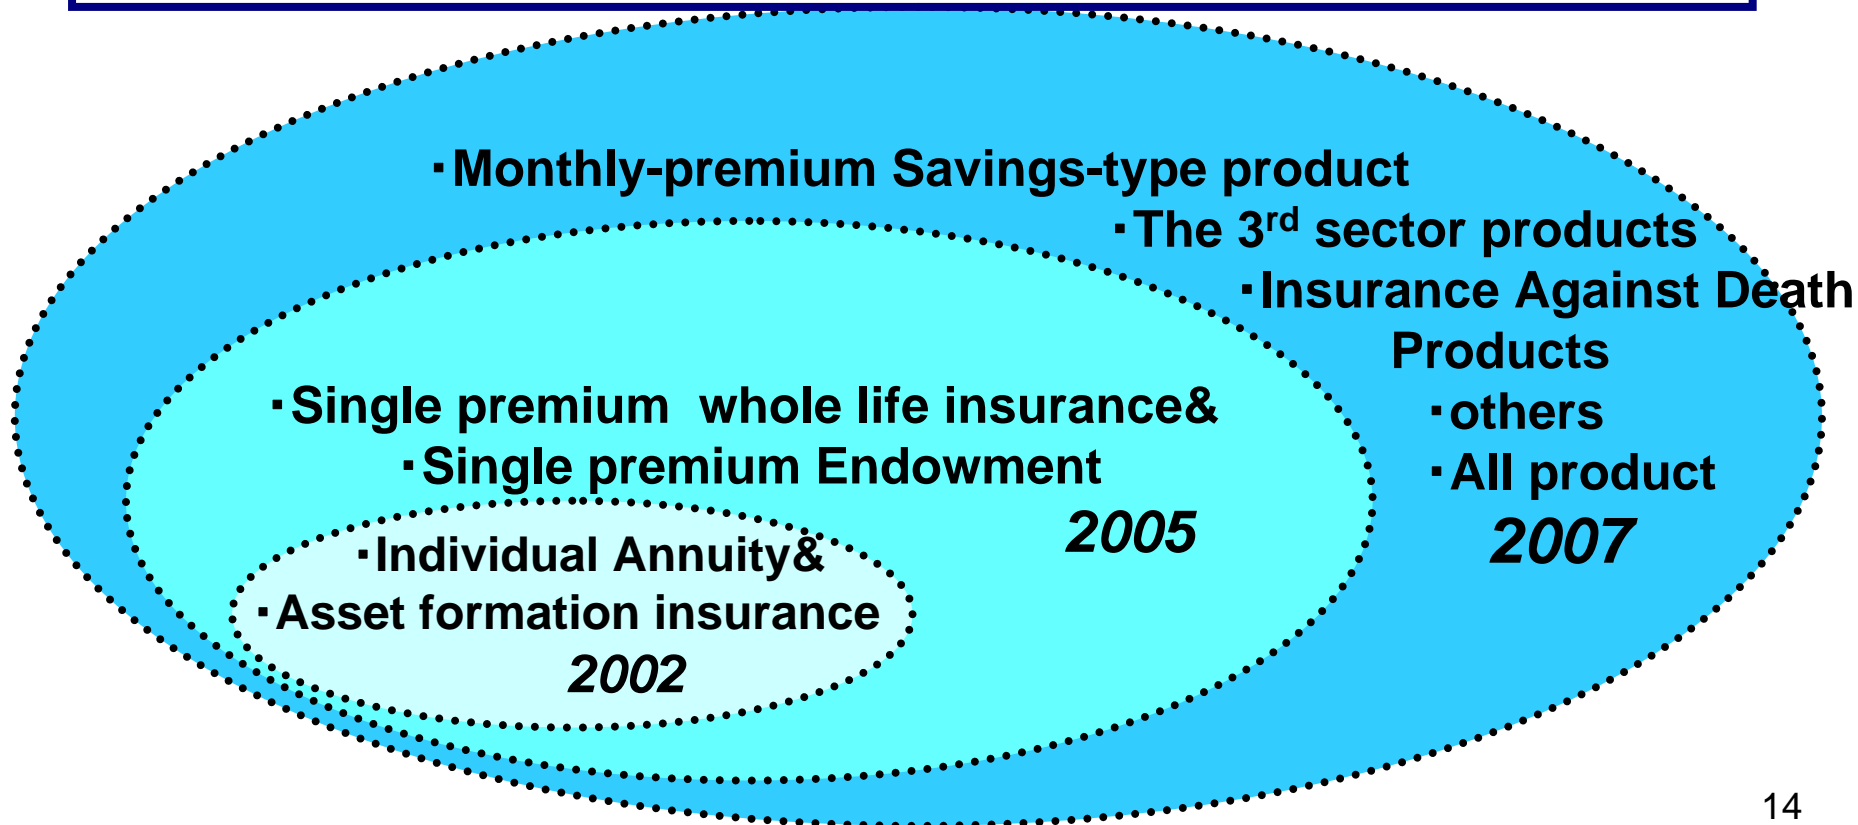 ·Monthly-premium Savings-type product
·The 3rd sector products
·Insurance Against Death
Products
·others
·All product
2007
·Single premium  whole life insurance&
·Single premium Endowment
2005
·Individual Annuity&
·Asset formation insurance
2002
14